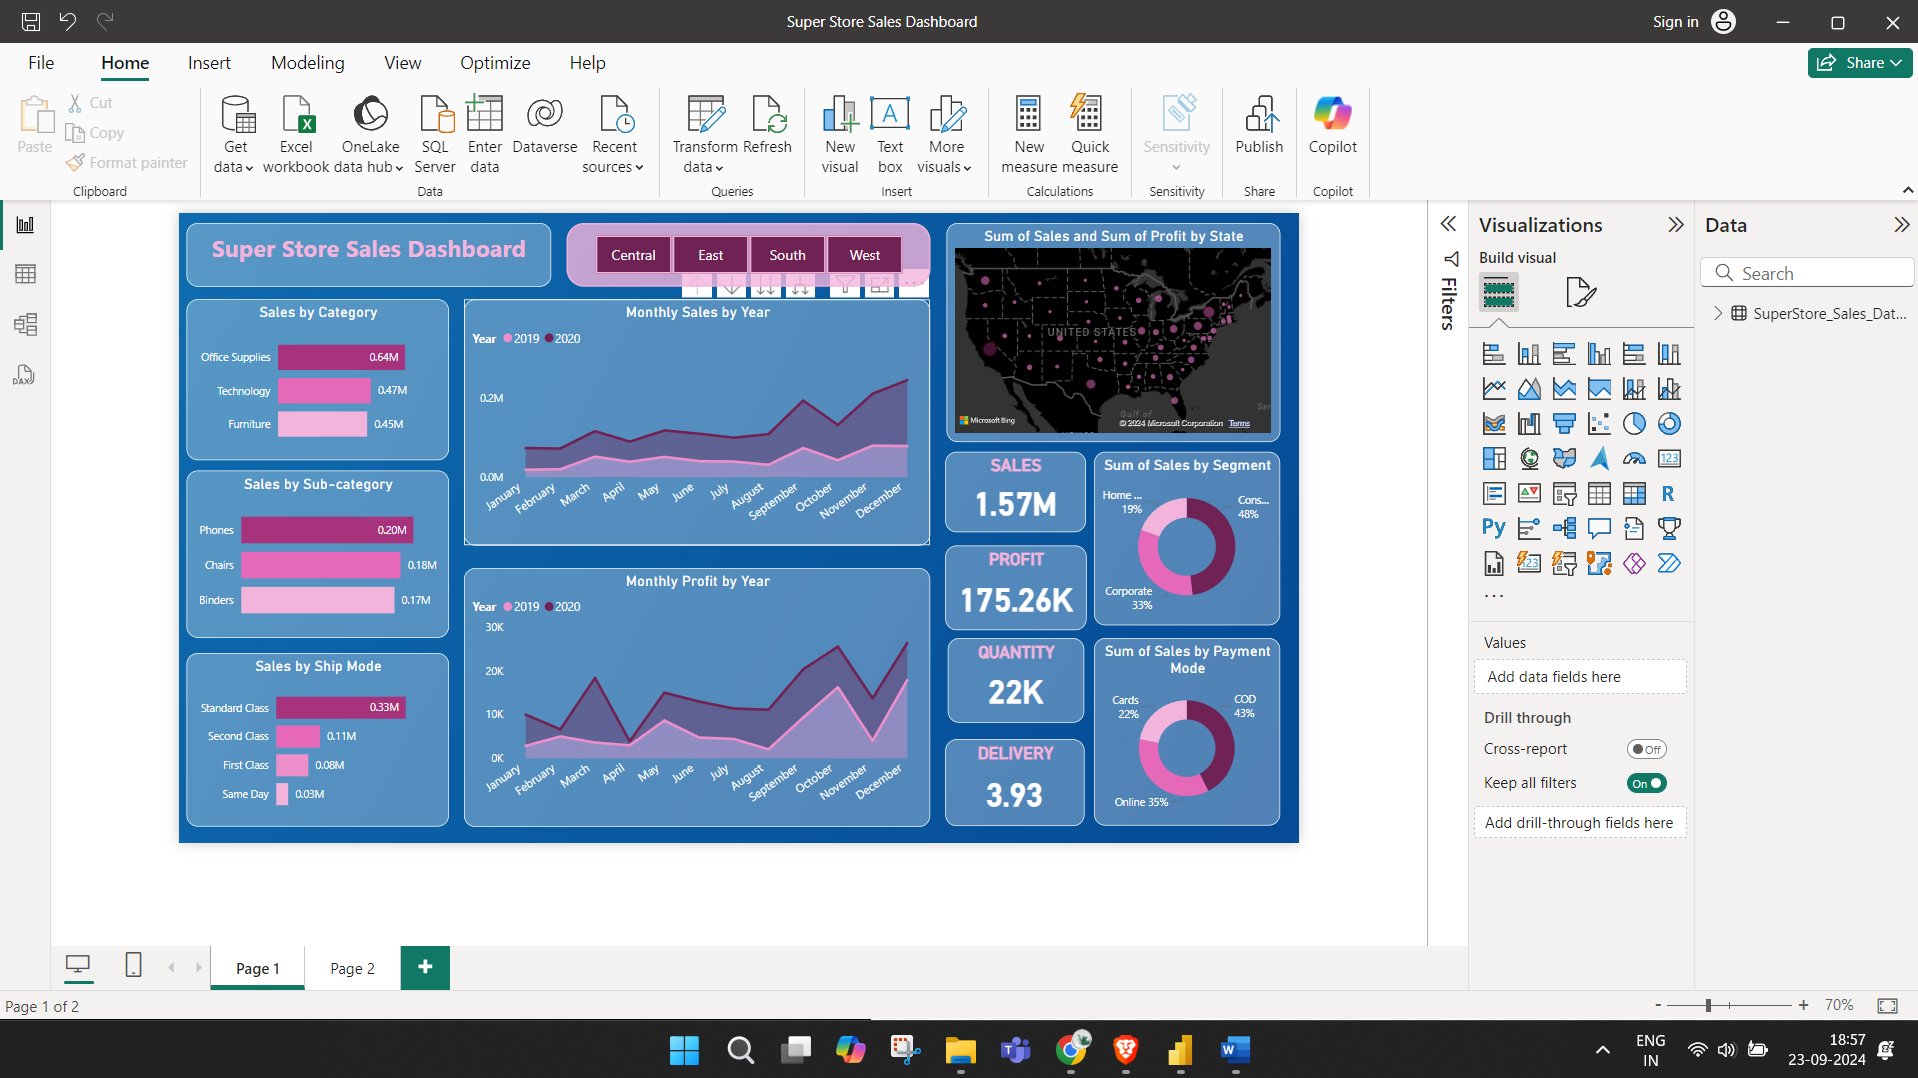 Super Store Sales Dashboard
Sign in
File
Home
Insert
Modeling
View
Optimize
Help
Share
Paste
Cut
Copy
Format painter
Clipboard
Get data
Excel workbook
OneLake data hub
SQL Server
Enter data
Dataverse
Recent sources
Data
Transform data
Refresh
Queries
New visual
Text box
More visuals
Insert
New measure
Quick measure
Calculations
Sensitivity
Sensitivity
Publish
Share
Copilot
Copilot
Super Store Sales Dashboard
Central
East
South
West
Sales by Category
Office Supplies
0.64M
Technology
0.47M
Furniture
0.45M
Sales by Sub-category
Phones
0.20M
Chairs
0.18M
Binders
0.17M
Sales by Ship Mode
Standard Class
0.33M
Second Class
0.11M
First Class
0.08M
Same Day
0.03M
Monthly Sales by Year
Year 2019 2020
0.2M
0.0M
January
February
March
April
May
June
July
August
September
October
November
December
Monthly Profit by Year
Year 2019 2020
30K
20K
10K
0K
January
February
March
April
May
June
July
August
September
October
November
December
Sum of Sales and Sum of Profit by State
UNITED STATES
Gulf of
Microsoft Bing
© 2024 Microsoft Corporation Terms
SALES
1.57M
PROFIT
175.26K
QUANTITY
22K
DELIVERY
3.93
Sum of Sales by Segment
Home ...
19%
Cons...
48%
Corporate
33%
Sum of Sales by Payment
Mode
Cards
22%
COD
43%
Online 35%
Filters
Visualizations
Build visual
123
R
Py
123
...
Values
Add data fields here
Drill through
Cross-report
Off
Keep all filters
On
Add drill-through fields here
Data
Search
SuperStore_Sales_Dat...
DAX
Page 1
Page 2
+
Page 1 of 2
- + 70%
ENG
IN
18:57
23-09-2024